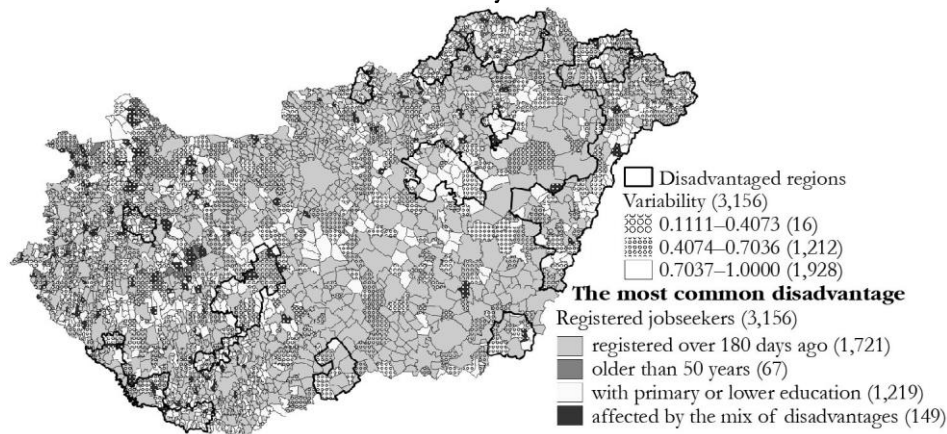 Disadvantaged regions
Variability (3,156)
0.1111–0.4073 (16)
0.4074–0.7036 (1,212)
0.7037–1.0000 (1,928)
The most common disadvantage
Registered jobseekers (3,156)
registered over 180 days ago (1,721)
older than 50 years (67)
with primary or lower education (1,219)
affected by the mix of disadvantages (149)